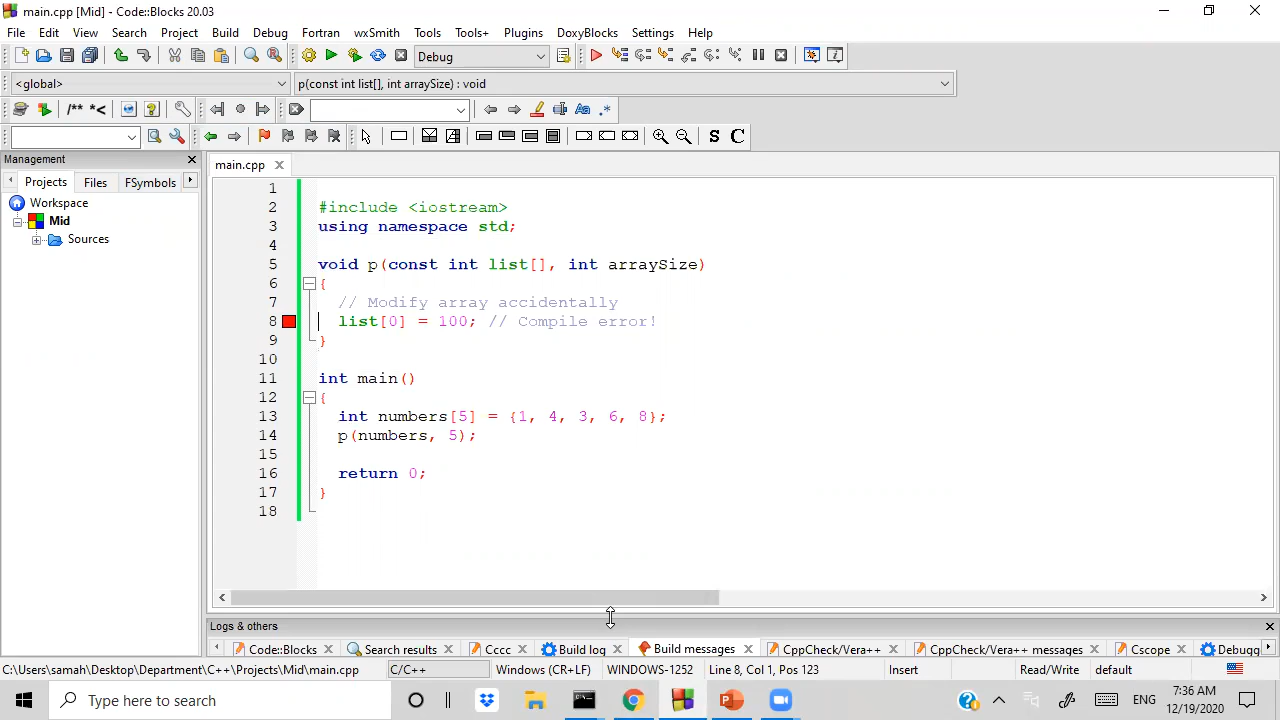 main.cpp [Mid] - Code::Blocks 20.03
File Edit View Search Project Build Debug Fortran wxSmith Tools Tools+ Plugins DoxyBlocks Settings Help
Debug
<global> p(const int list[], int arraySize) : void
/** *< ? Aa .*
S C
Management
main.cpp
Projects Files FSymbols
Workspace
Mid
Sources
1
2 #include <iostream>
3 using namespace std;
4
5 void p(const int list[], int arraySize)
6 {
7 // Modify array accidentally
8 list[0] = 100; // Compile error!
9 }
10
11 int main()
12 {
13 int numbers[5] = {1, 4, 3, 6, 8};
14 p(numbers, 5);
15
16 return 0;
17 }
18
Logs & others
Code::Blocks Search results Cccc Build log Build messages CppCheck/Vera++ CppCheck/Vera++ messages Cscope Debugg
C:\Users\samah\Desktop\Department\C++\Projects\Mid\main.cpp C/C++ Windows (CR+LF) WINDOWS-1252 Line 8, Col 1, Pos 123 Insert Read/Write default
Type here to search
ENG
7:36 AM
12/19/2020